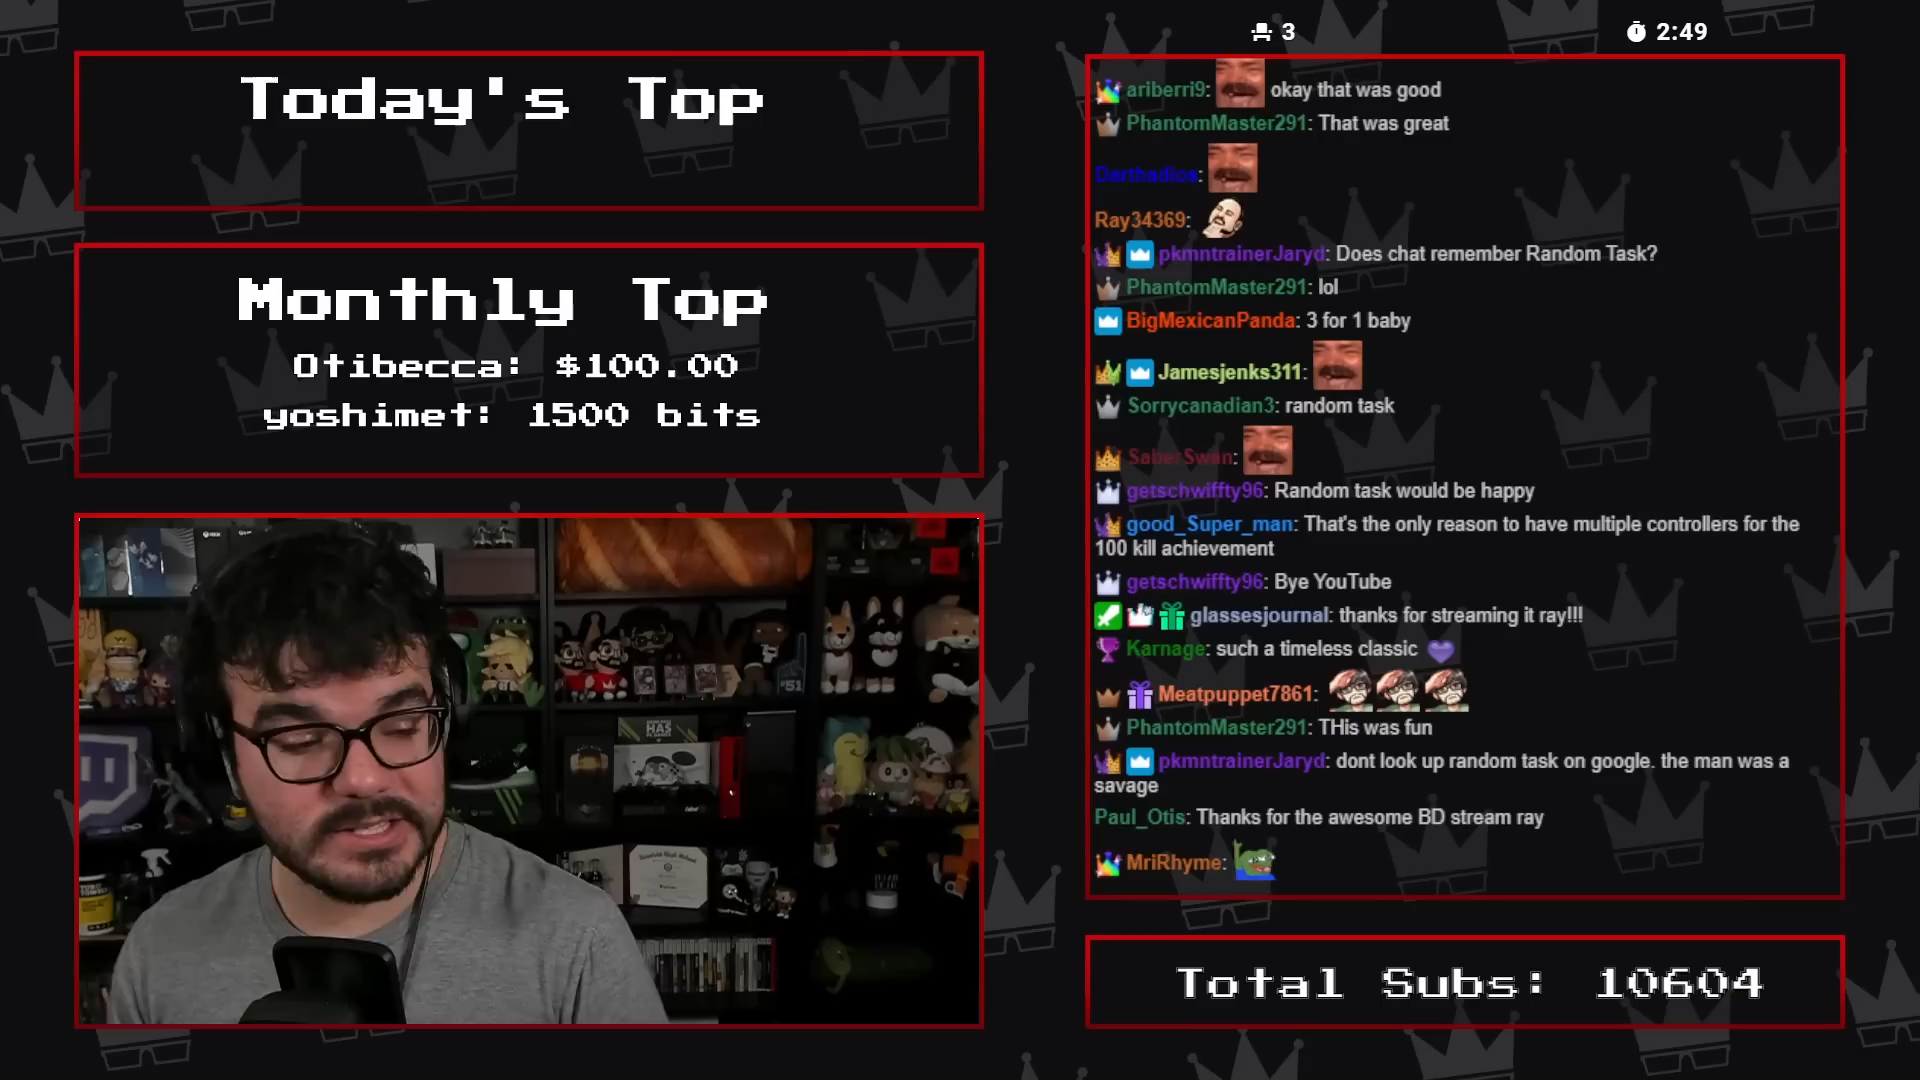 3
2:49
Today's Top
Monthly Top
Otibecca: $100.00
yoshimet: 1500 bits
#51
ariberri9: okay that was good
PhantomMaster291: That was great
Darthadios:
Ray34369:
pkmntrainerJaryd: Does chat remember Random Task?
PhantomMaster291: lol
BigMexicanPanda: 3 for 1 baby
Jamesjenks311:
Sorrycanadian3: random task
SaberSwan:
getschwiffty96: Random task would be happy
good_Super_man: That's the only reason to have multiple controllers for the
100 kill achievement
getschwiffty96: Bye YouTube
glassesjournal: thanks for streaming it ray!!!
Karnage: such a timeless classic
Meatpuppet7861:
PhantomMaster291: THis was fun
pkmntrainerJaryd: dont look up random task on google. the man was a
savage
Paul_Otis: Thanks for the awesome BD stream ray
MriRhyme:
Total Subs: 10604